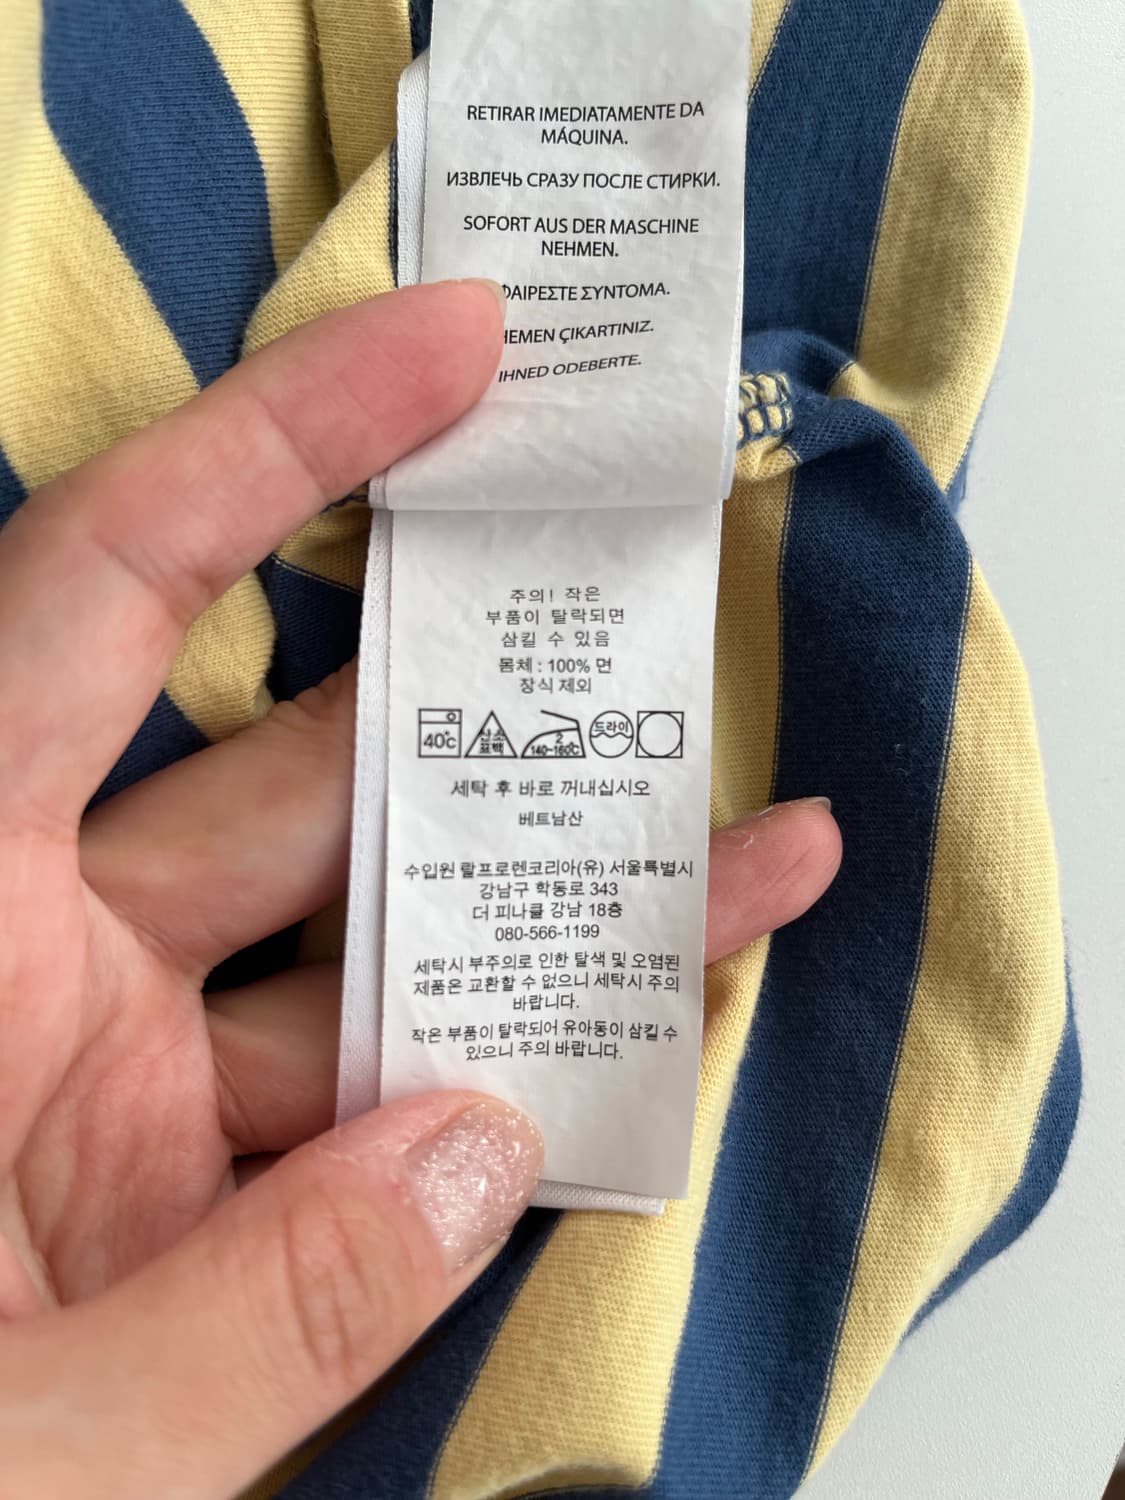 RETIRAR IMEDIATAMENTE DA
MÁQUINA.
ИЗВЛЕЧЬ СРАЗУ ПОСЛЕ СТИРКИ.
SOFORT AUS DER MASCHINE
NEHMEN.
ΦΑΙΡΕΣΤΕ ΣΥΝΤΟΜΑ.
HEMEN ÇIKARTINIZ.
IHNED ODEBERTE.
주의! 작은
부품이 탈락되면
삼킬 수 있음
몸체 : 100% 면
장식 제외
40℃ 산소 표백 2 140~160℃ 드라이
세탁 후 바로 꺼내십시오
베트남산
수입원 랄프로렌코리아(유) 서울특별시
강남구 학동로 343
더 피나클 강남 18층
080-566-1199
세탁시 부주의로 인한 탈색 및 오염된
제품은 교환할 수 없으니 세탁시 주의
바랍니다.
작은 부품이 탈락되어 유아동이 삼킬 수
있으니 주의 바랍니다.